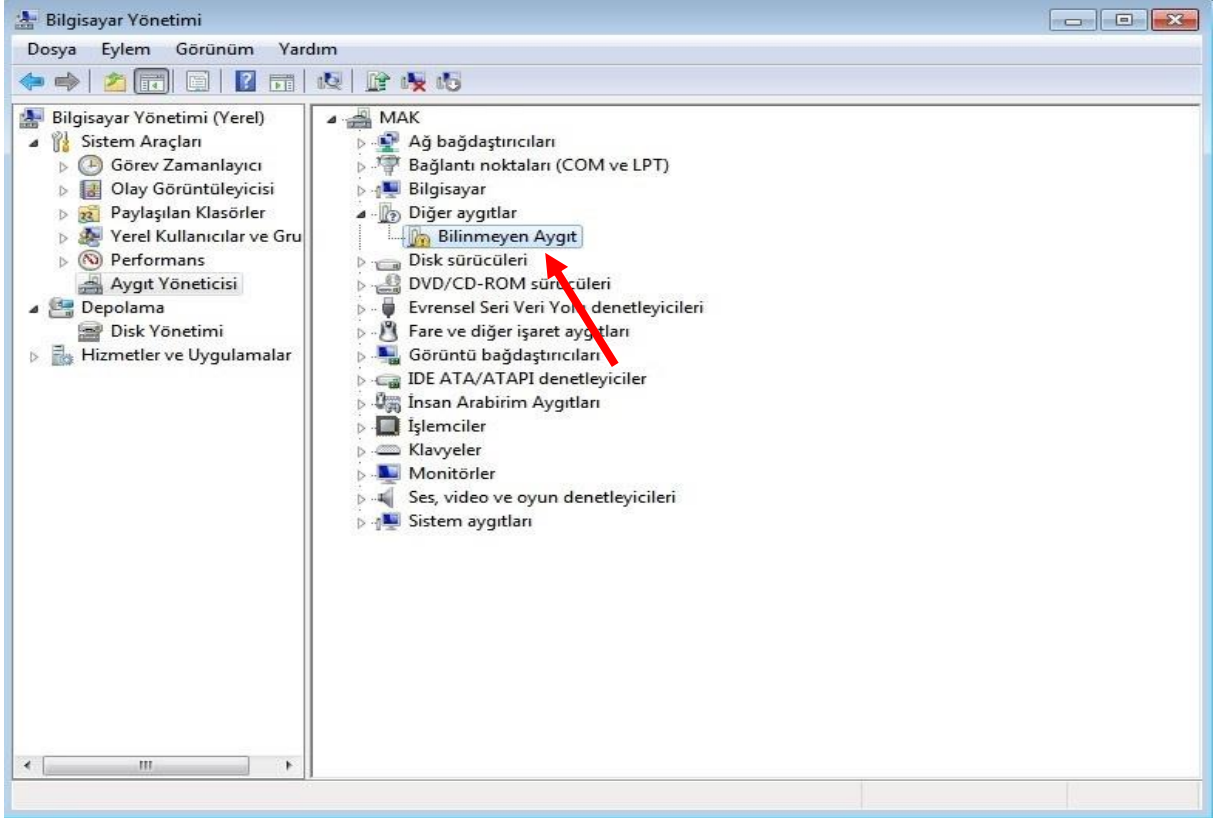 Bilgisayar Yönetimi
Dosya Eylem Görünüm Yardım
Bilgisayar Yönetimi (Yerel)
Sistem Araçları
Görev Zamanlayıcı
Olay Görüntüleyicisi
Paylaşılan Klasörler
Yerel Kullanıcılar ve Gru
Performans
Aygıt Yöneticisi
Depolama
Disk Yönetimi
Hizmetler ve Uygulamalar
MAK
Ağ bağdaştırıcıları
Bağlantı noktaları (COM ve LPT)
Bilgisayar
Diğer aygıtlar
Bilinmeyen Aygıt
Disk sürücüleri
DVD/CD-ROM sürücüleri
Evrensel Seri Veri Yolu denetleyicileri
Fare ve diğer işaret aygıtları
Görüntü bağdaştırıcıları
IDE ATA/ATAPI denetleyiciler
İnsan Arabirim Aygıtları
İşlemciler
Klavyeler
Monitörler
Ses, video ve oyun denetleyicileri
Sistem aygıtları